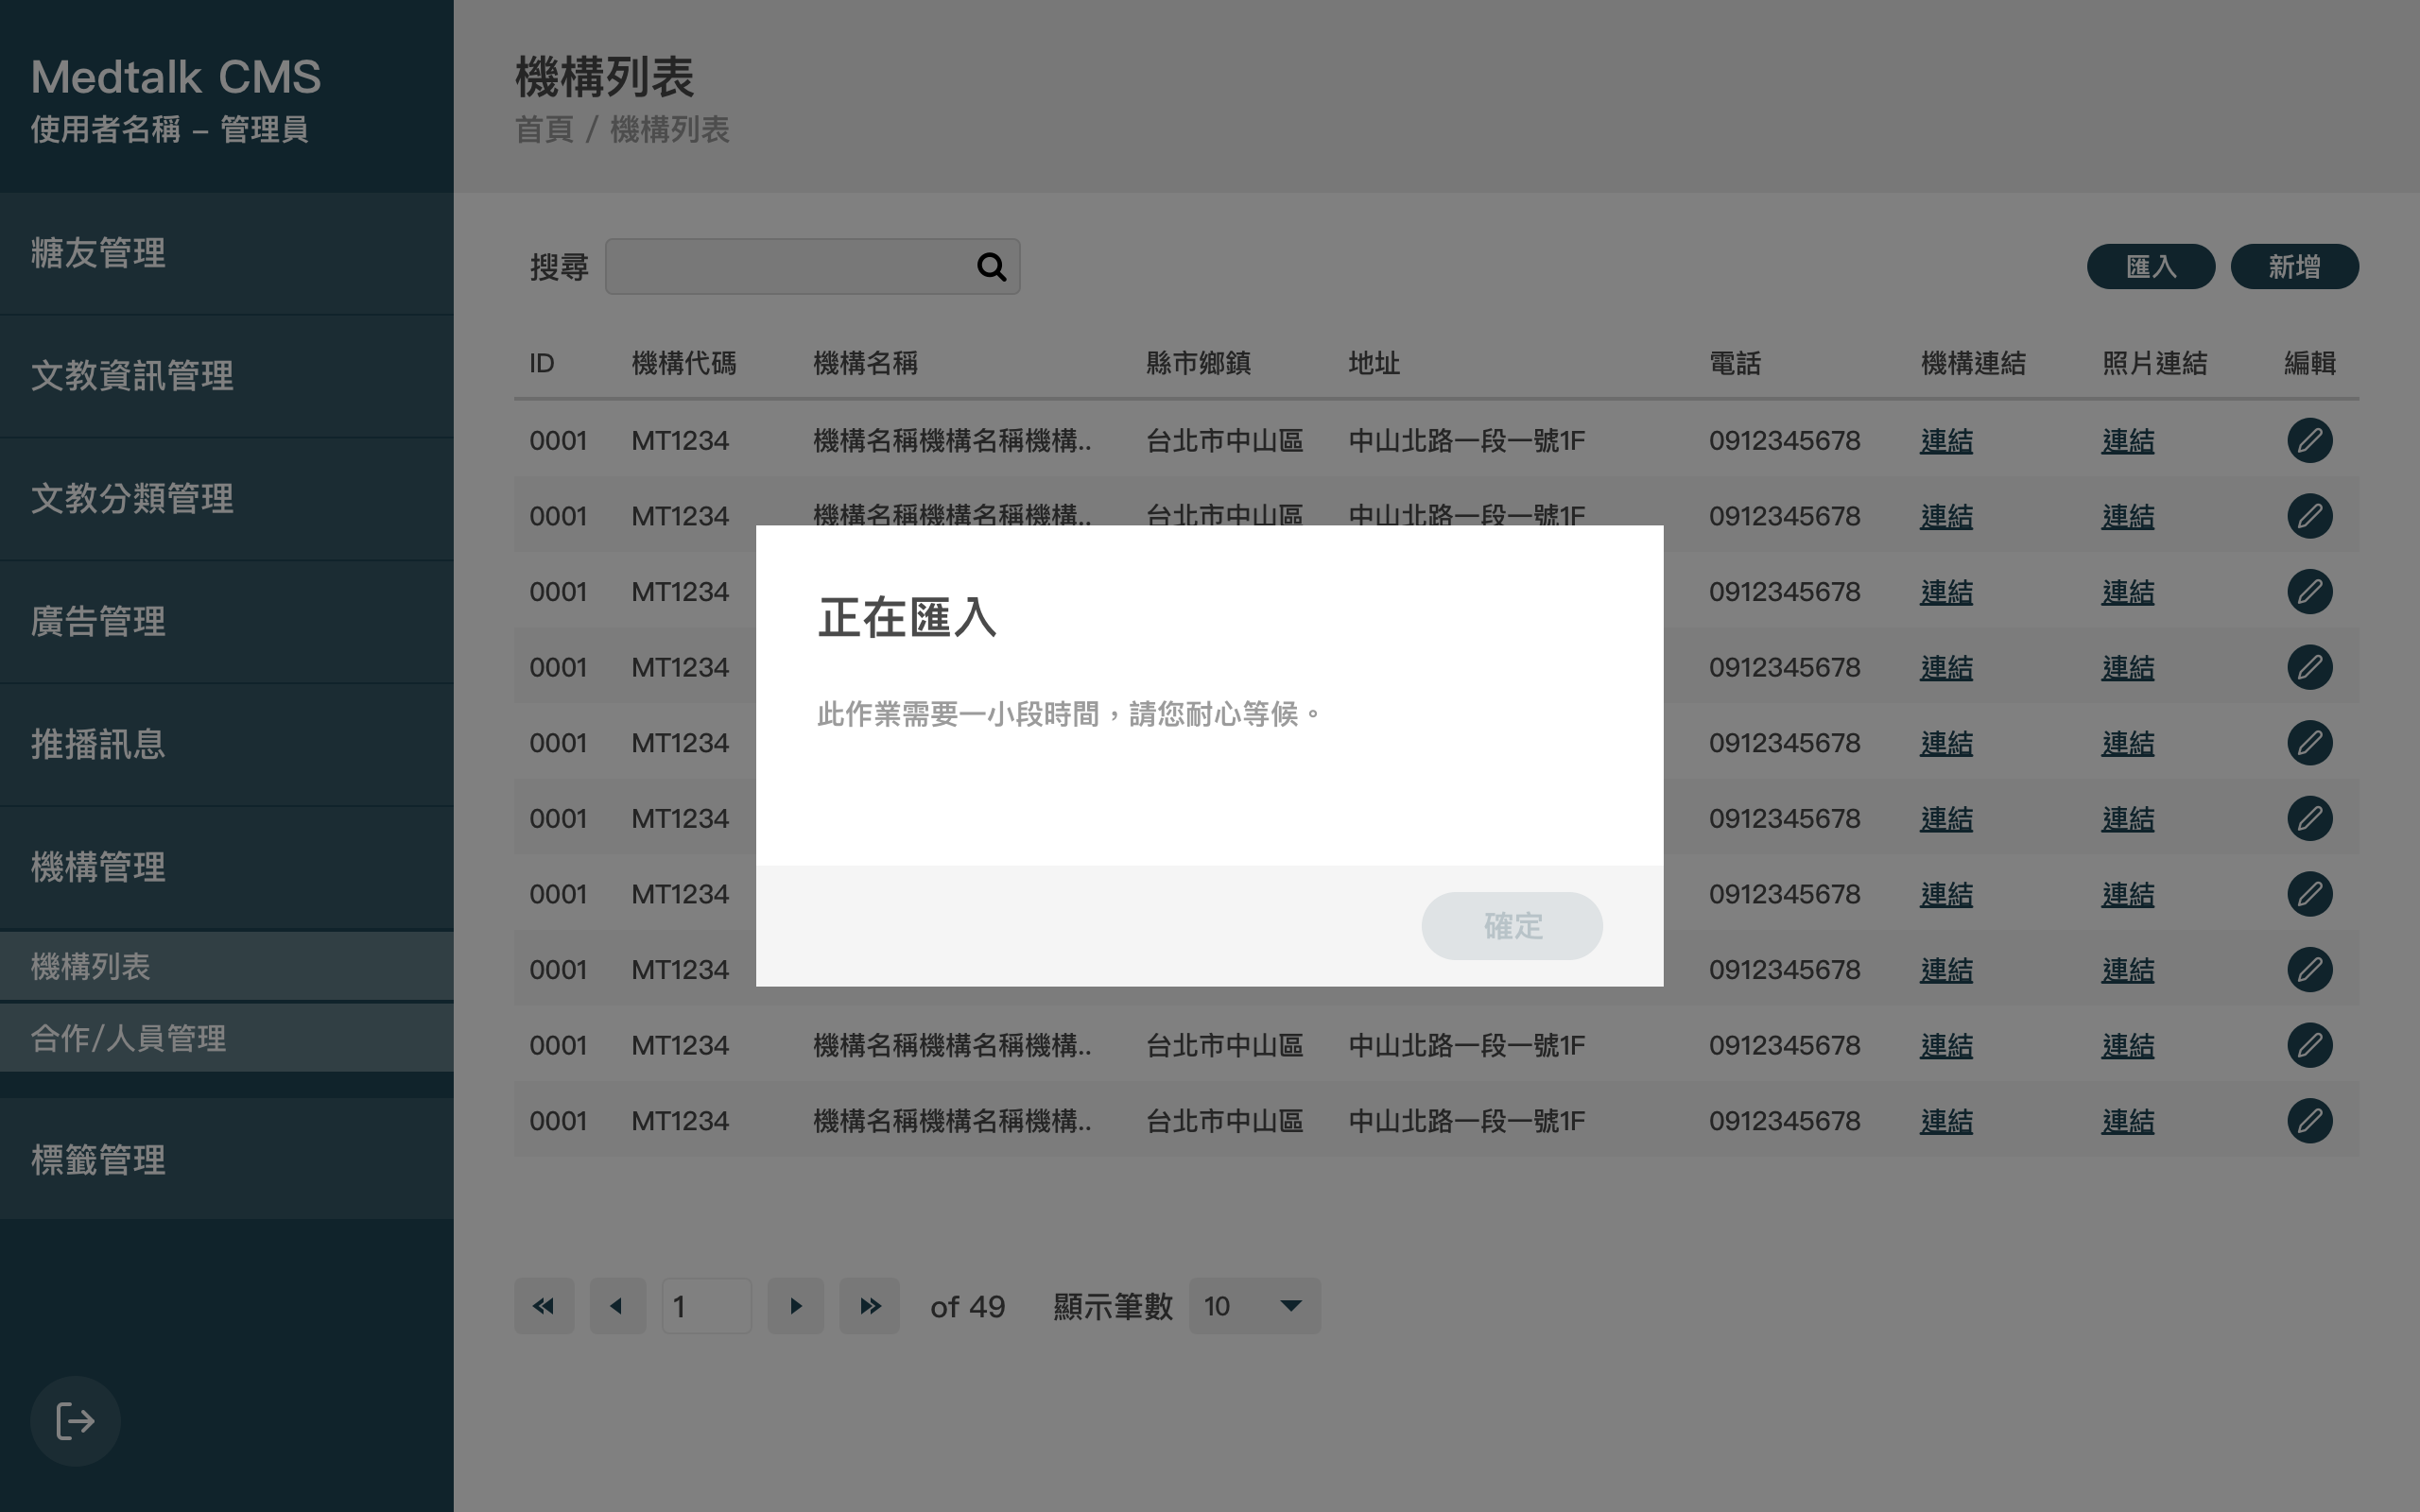 Medtalk CMS
使用者名稱 – 管理員
糖友管理
文教資訊管理
文教分類管理
廣告管理
推播訊息
機構管理
機構列表
合作/人員管理
標籤管理
機構列表
首頁 / 機構列表
搜尋
匯入 新增
ID 機構代碼 機構名稱 縣市鄉鎮 地址 電話 機構連結 照片連結 編輯
0001 MT1234 機構名稱機構名稱機構.. 台北市中山區 中山北路一段一號1F 0912345678 連結 連結
0001 MT1234 機構名稱機構名稱機構.. 台北市中山區 中山北路一段一號1F 0912345678 連結 連結
0001 MT1234 0912345678 連結 連結
0001 MT1234 0912345678 連結 連結
0001 MT1234 0912345678 連結 連結
0001 MT1234 0912345678 連結 連結
0001 MT1234 0912345678 連結 連結
0001 MT1234 0912345678 連結 連結
0001 MT1234 機構名稱機構名稱機構.. 台北市中山區 中山北路一段一號1F 0912345678 連結 連結
0001 MT1234 機構名稱機構名稱機構.. 台北市中山區 中山北路一段一號1F 0912345678 連結 連結
正在匯入
此作業需要一小段時間，請您耐心等候。
確定
1 of 49 顯示筆數 10